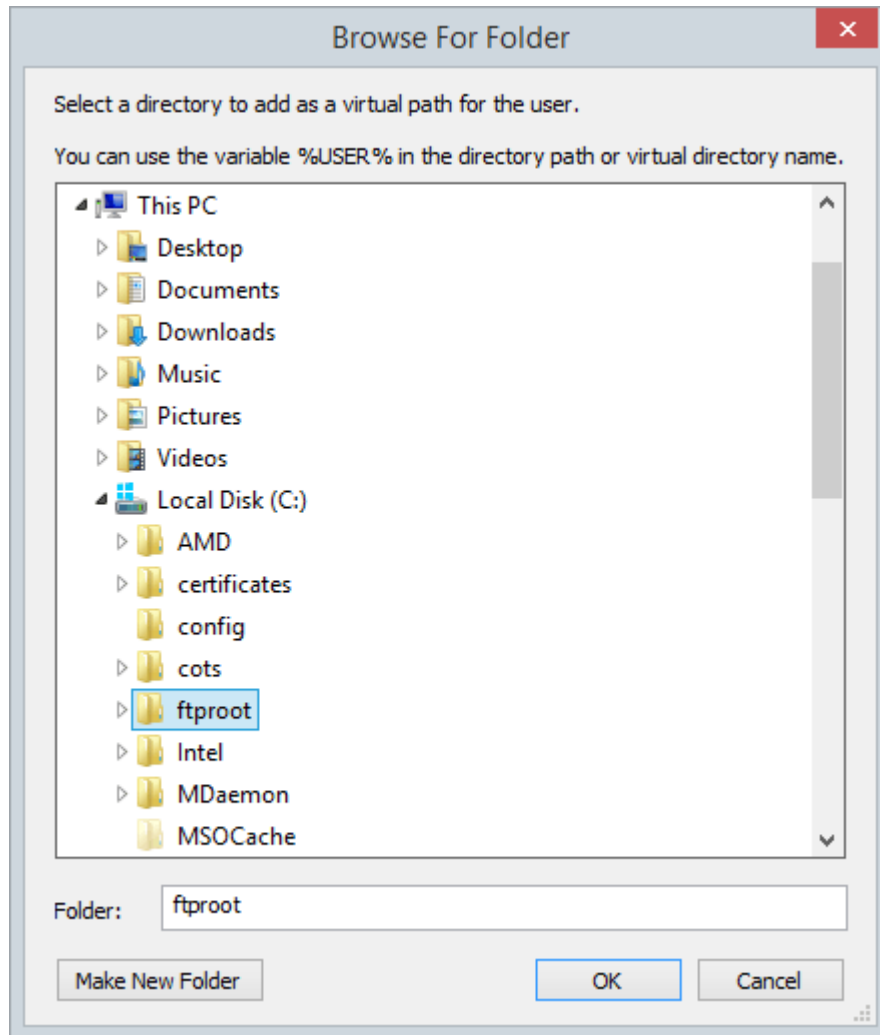 Browse For Folder
Select a directory to add as a virtual path for the user.
You can use the variable %USER% in the directory path or virtual directory name.
This PC
Desktop
Documents
Downloads
Music
Pictures
Videos
Local Disk (C:)
AMD
certificates
config
cots
ftproot
Intel
MDaemon
MSOCache
Folder: ftproot
Make New Folder OK Cancel